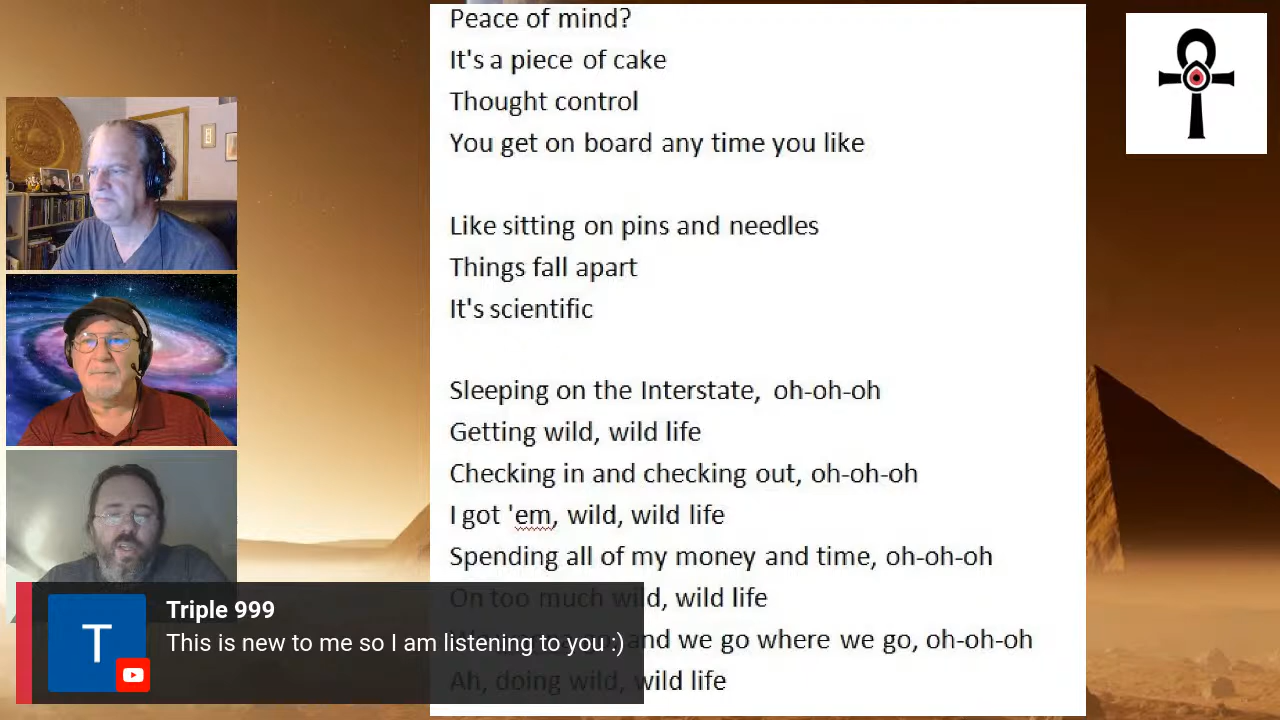 Peace of mind?
It's a piece of cake
Thought control
You get on board any time you like
Like sitting on pins and needles
Things fall apart
It's scientific
Sleeping on the Interstate, oh-oh-oh
Getting wild, wild life
Checking in and checking out, oh-oh-oh
I got 'em, wild, wild life
Spending all of my money and time, oh-oh-oh
On too much wild, wild life
and we go where we go, oh-oh-oh
Ah, doing wild, wild life
T
Triple 999
This is new to me so I am listening to you :)